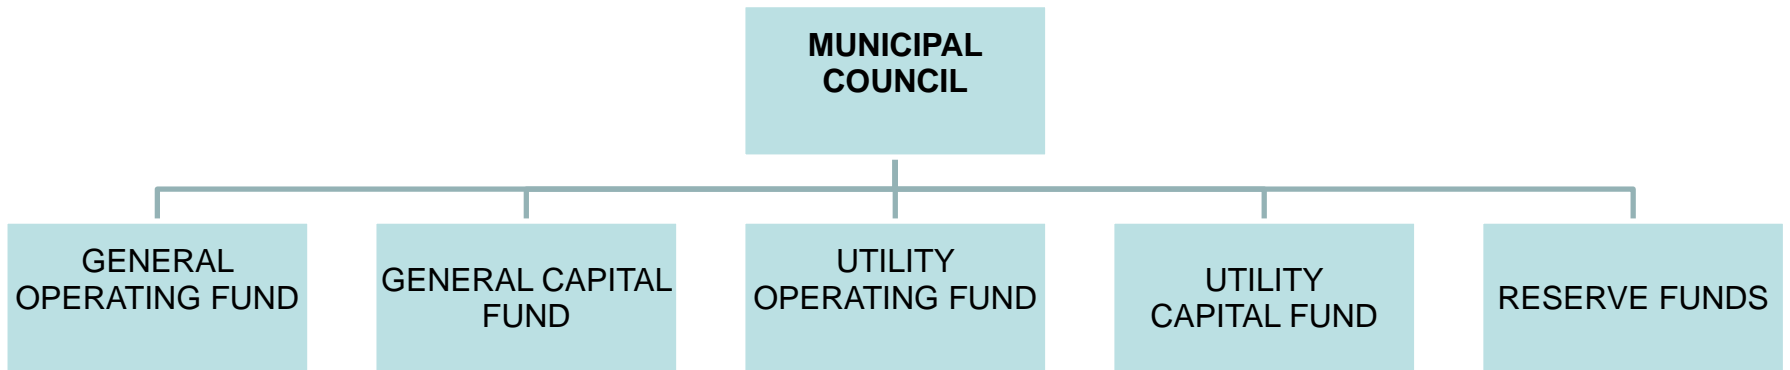 MUNICIPAL
COUNCIL
GENERAL
OPERATING FUND
GENERAL CAPITAL
FUND
UTILITY
OPERATING FUND
UTILITY
CAPITAL FUND
RESERVE FUNDS